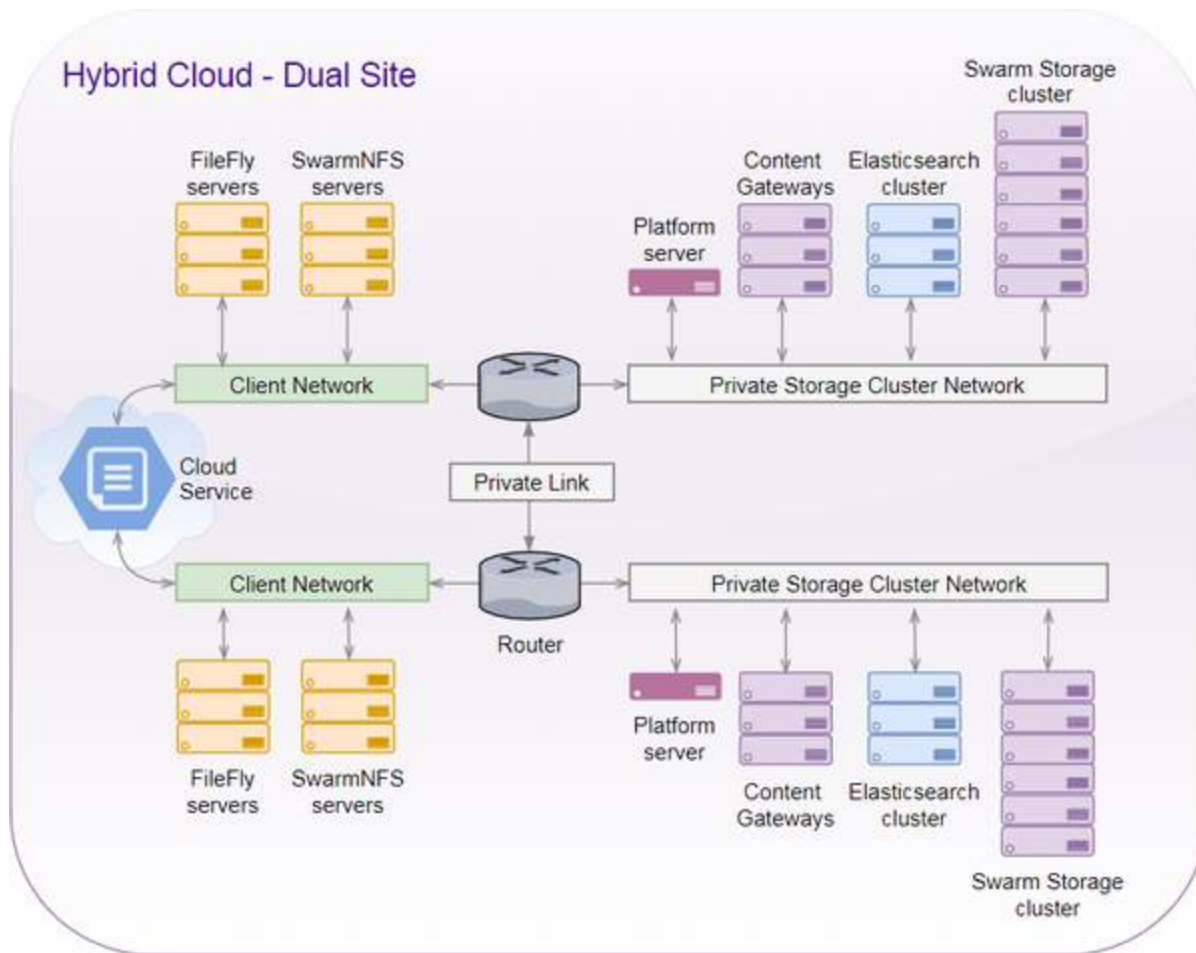 Hybrid Cloud - Dual Site
Swarm Storage
cluster
FileFly
servers
SwarmNFS
servers
Content
Gateways
Elasticsearch
cluster
Platform
server
Client Network
Private Storage Cluster Network
Cloud
Service
Private Link
Client Network
Private Storage Cluster Network
Router
Platform
server
FileFly
servers
SwarmNFS
servers
Content
Gateways
Elasticsearch
cluster
Swarm Storage
cluster